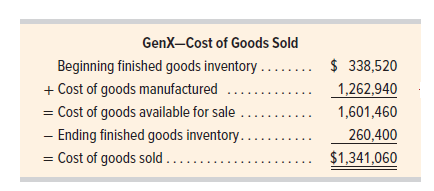 GenX—Cost of Goods Sold
Beginning finished goods inventory ........ $ 338,520
+ Cost of goods manufactured ............. 1,262,940
= Cost of goods available for sale ........... 1,601,460
– Ending finished goods inventory........... 260,400
= Cost of goods sold ....................... $1,341,060